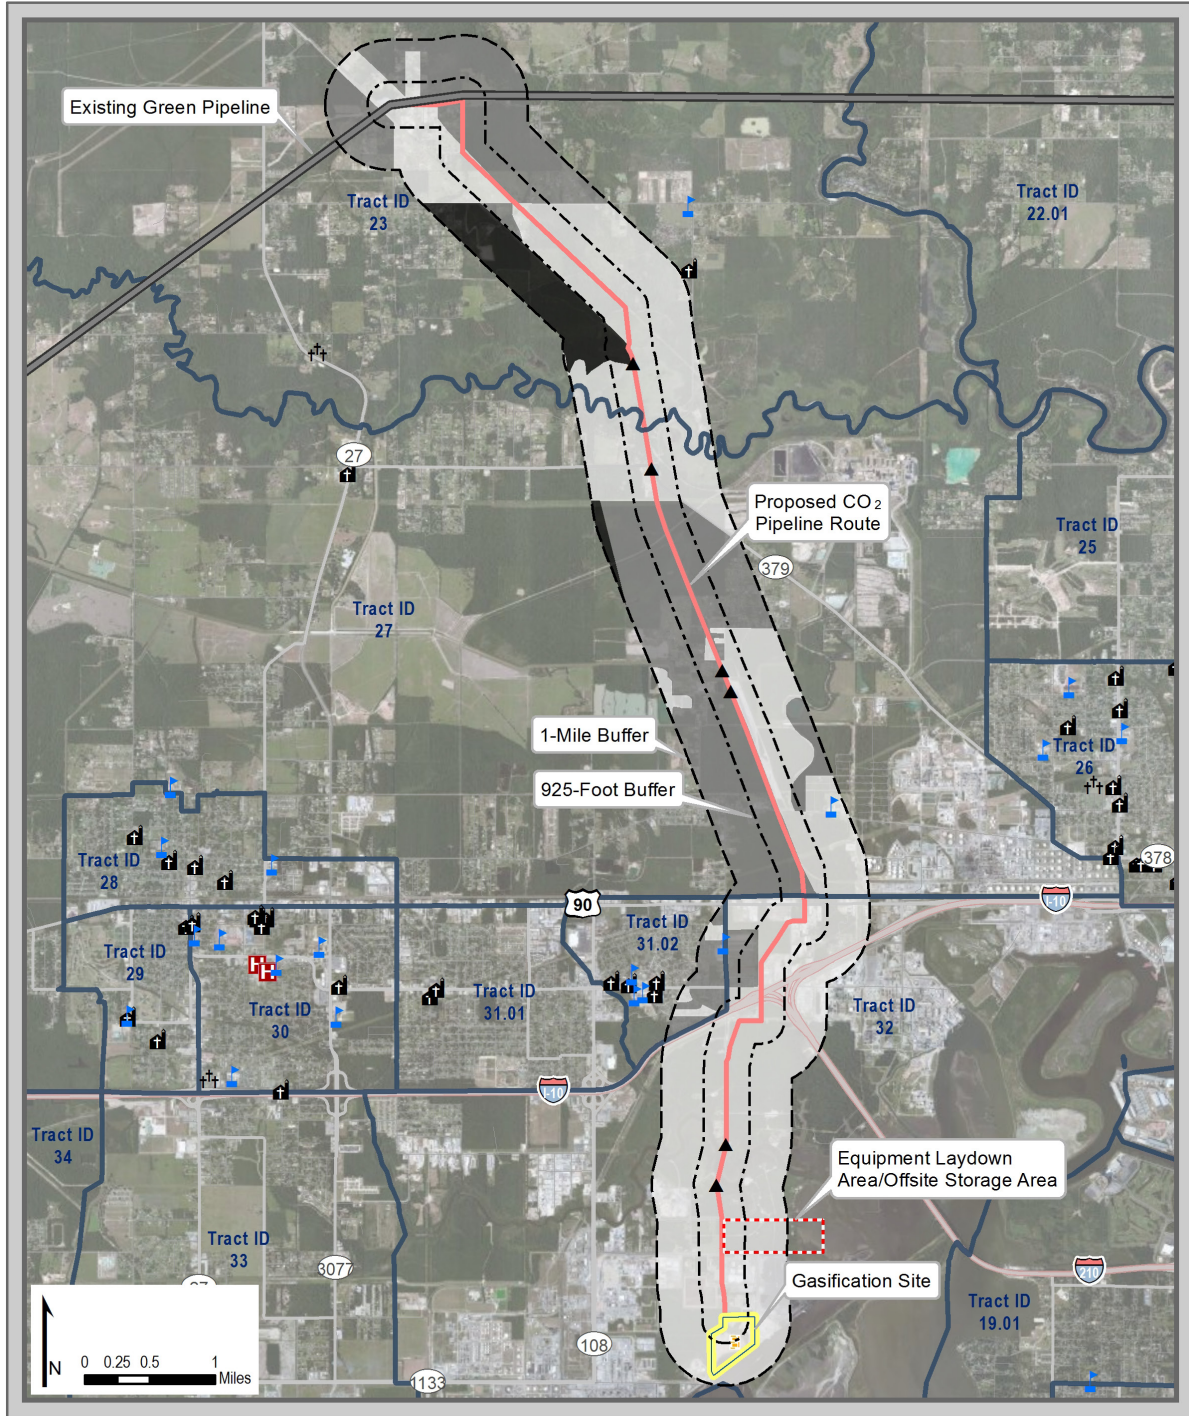 Existing Green Pipeline
Tract ID
23
Tract ID
22.01
27
Proposed CO2
Pipeline Route
Tract ID
25
379
Tract ID
27
1-Mile Buffer
925-Foot Buffer
Tract ID
26
Tract ID
28
378
90
I-10
Tract ID
31.02
Tract ID
29
Tract ID
30
Tract ID
31.01
Tract ID
32
H
H
I-10
Tract ID
34
Equipment Laydown
Area/Offsite Storage Area
Tract ID
33
3077
210
Gasification Site
Tract ID
19.01
108
1133
N
0 0.25 0.5 1
Miles